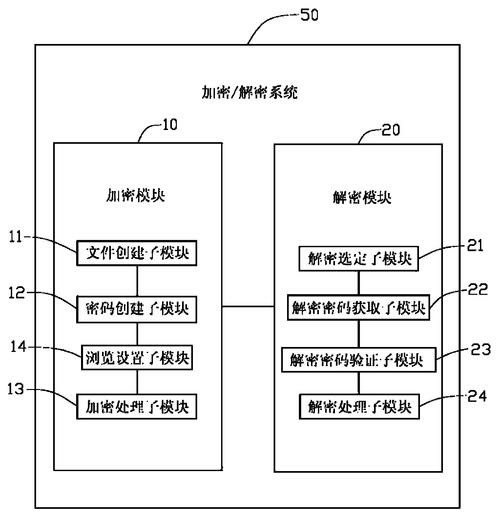 50
加密/解密系统
10
20
加密模块
解密模块
11
文件创建子模块
12
密码创建子模块
14
浏览设置子模块
13
加密处理子模块
解密选定子模块
21
解密密码获取子模块
22
解密密码验证子模块
23
解密处理子模块
24